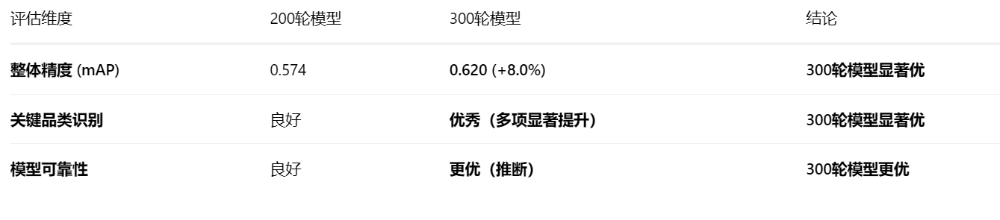 评估维度 200轮模型 300轮模型 结论
整体精度 (mAP) 0.574 0.620 (+8.0%) 300轮模型显著优
关键品类识别 良好 优秀（多项显著提升） 300轮模型显著优
模型可靠性 良好 更优（推断） 300轮模型更优